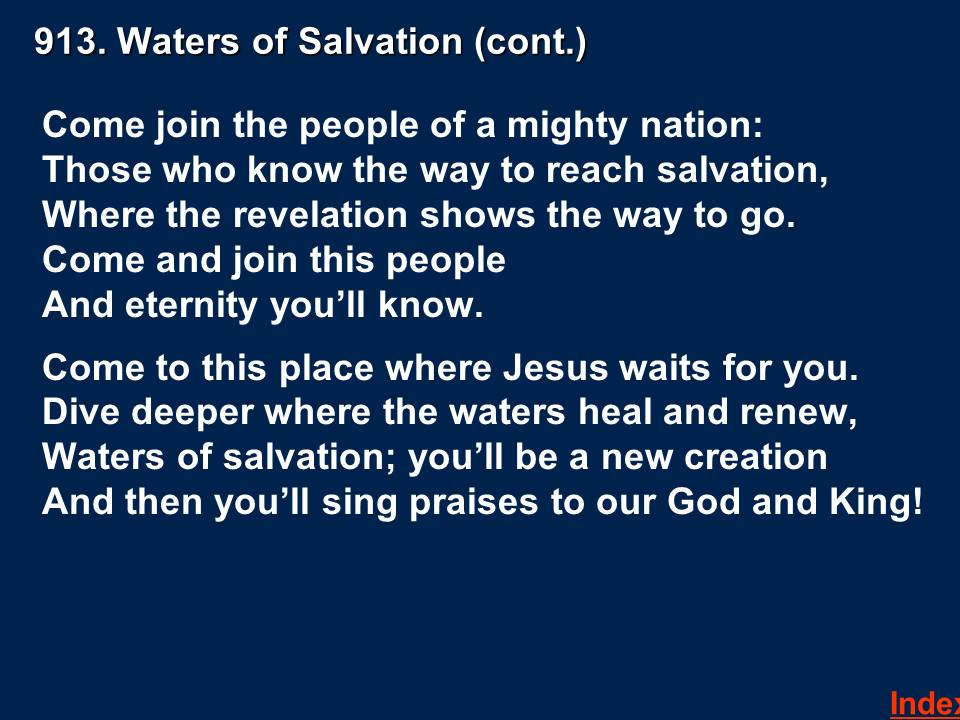 913. Waters of Salvation (cont.)
Come join the people of a mighty nation:
Those who know the way to reach salvation,
Where the revelation shows the way to go.
Come and join this people
And eternity you’ll know.
Come to this place where Jesus waits for you.
Dive deeper where the waters heal and renew,
Waters of salvation; you’ll be a new creation
And then you’ll sing praises to our God and King!
Index